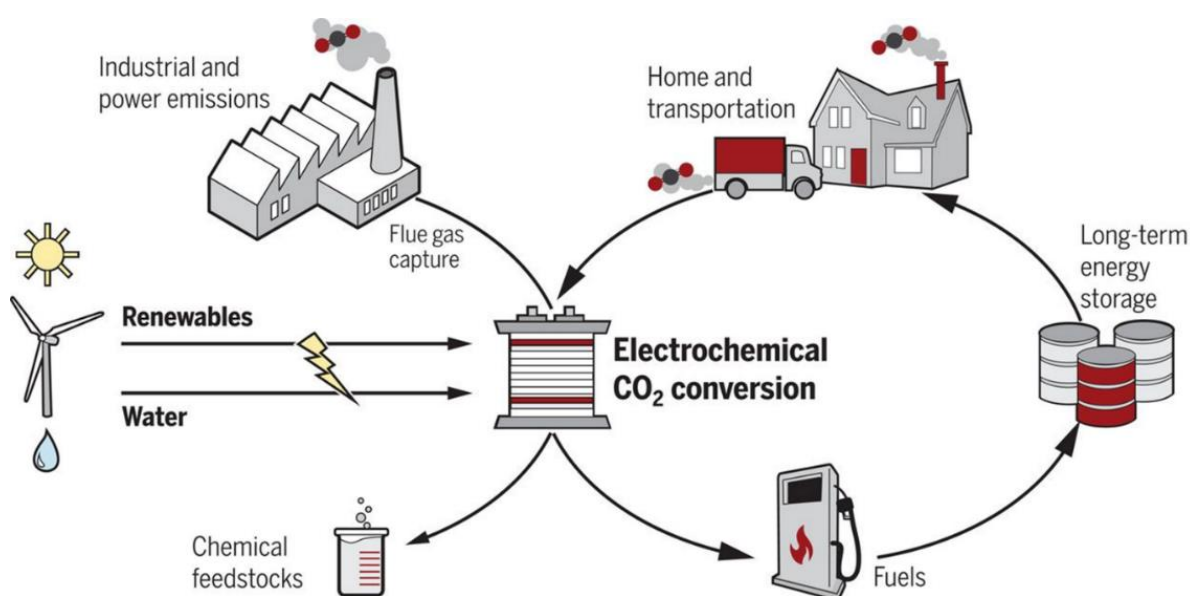 Industrial and
power emissions
Home and
transportation
Flue gas
capture
Long-term
energy
storage
Renewables
Electrochemical
CO₂ conversion
Water
Chemical
feedstocks
Fuels